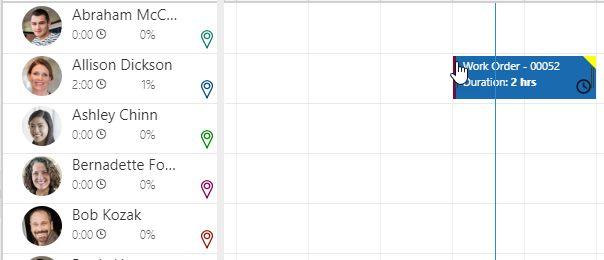 Abraham McC...
0:00 0%
Allison Dickson
2:00 1%
Work Order - 00052
Duration: 2 hrs
Ashley Chinn
0:00 0%
Bernadette Fo...
0:00 0%
Bob Kozak
0:00 0%